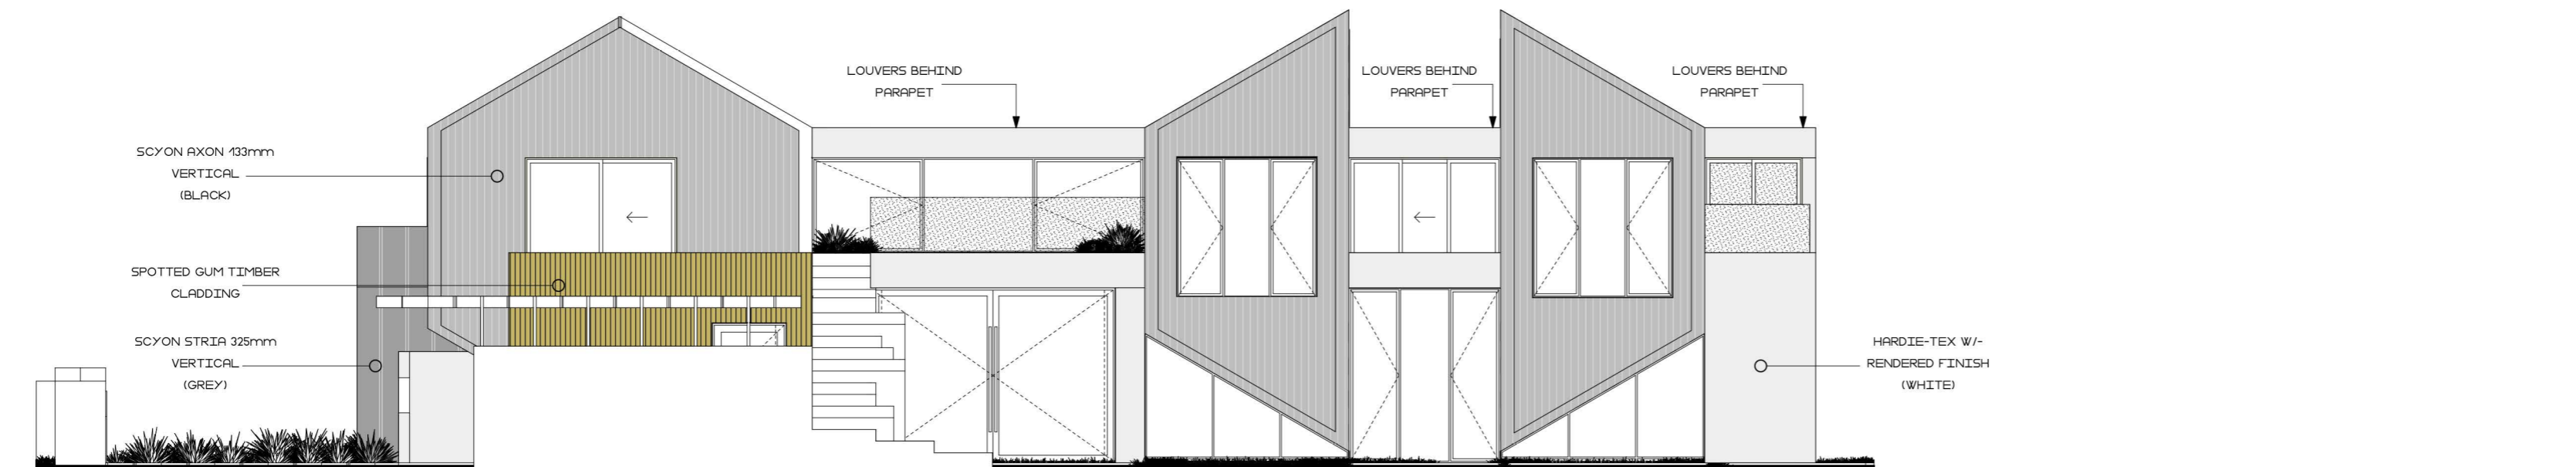 LOUVERS BEHIND
PARAPET
LOUVERS BEHIND
PARAPET
LOUVERS BEHIND
PARAPET
SCYON AXON 133mm
VERTICAL
(BLACK)
SPOTTED GUM TIMBER
CLADDING
SCYON STRIA 325mm
VERTICAL
(GREY)
HARDIE-TEX W/-
RENDERED FINISH
(WHITE)